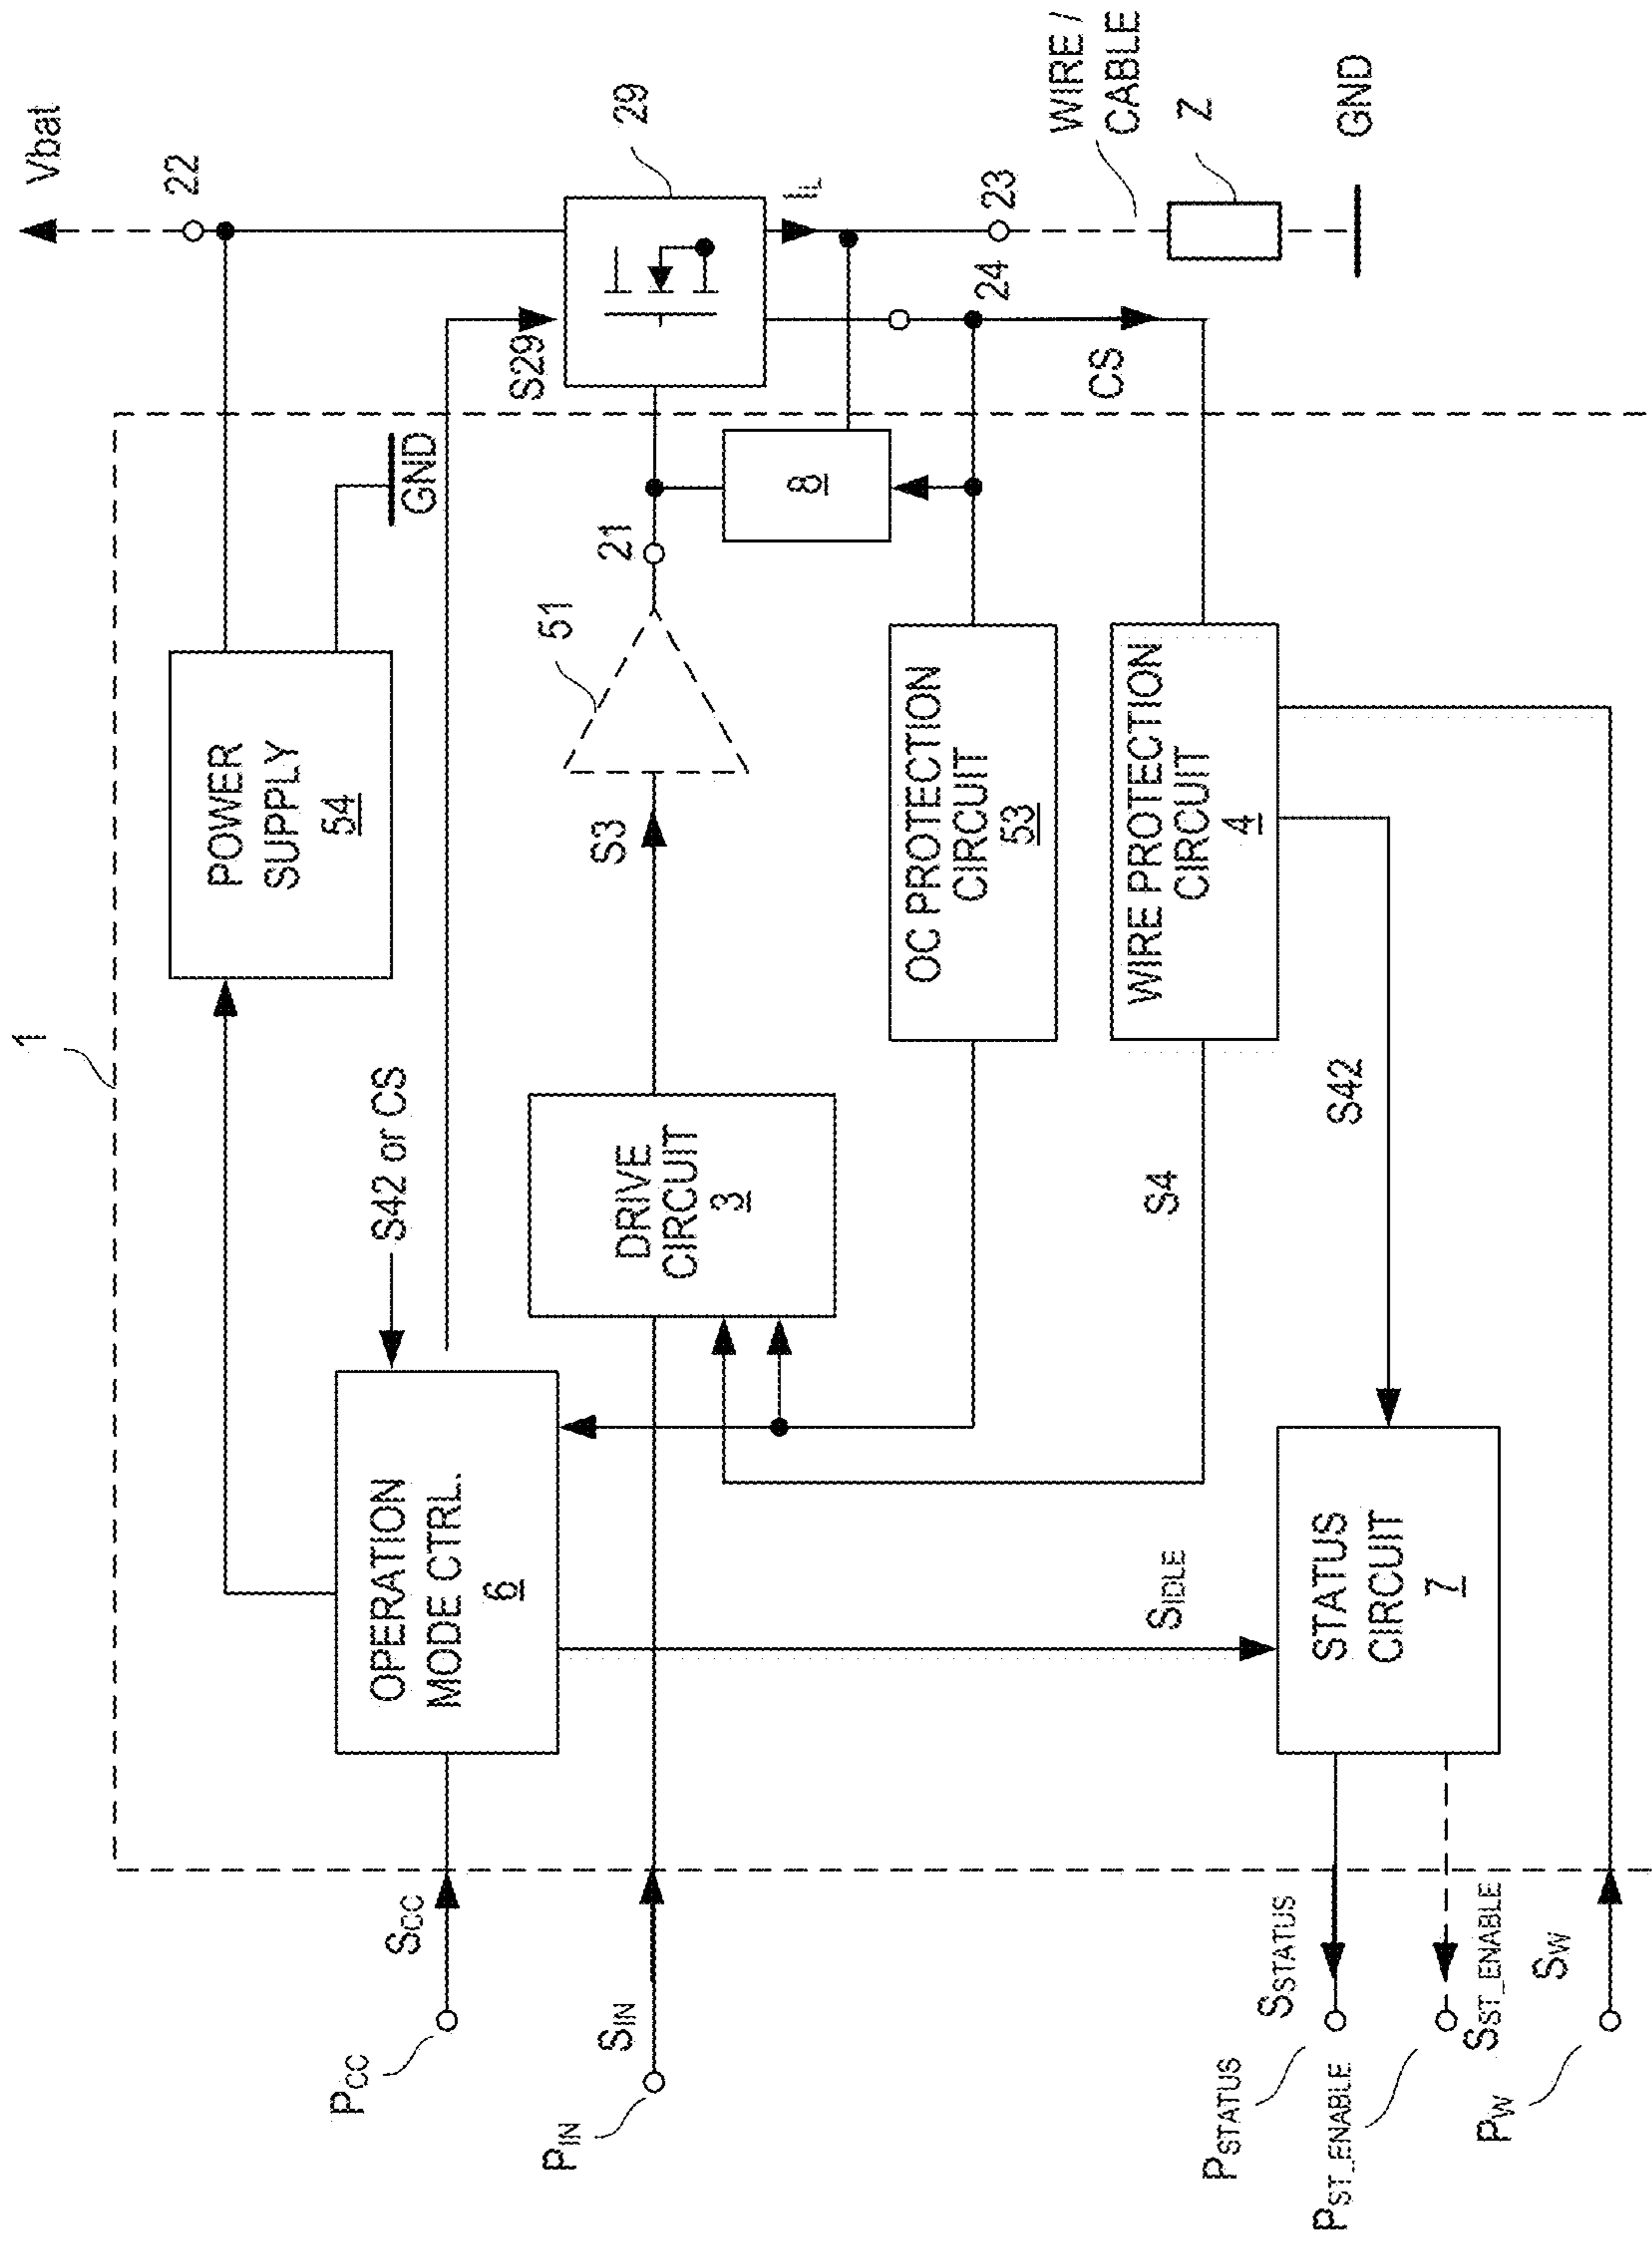 1
Vbat
22
POWER
SUPPLY
54
GND
S42 or CS
S29
29
OPERATION
MODE CTRL.
6
SCC
PCC
DRIVE
CIRCUIT
3
S3
51
21
8
IL
23
24
WIRE /
CABLE
Z
GND
SIN
PIN
OC PROTECTION
CIRCUIT
53
CS
WIRE PROTECTION
CIRCUIT
4
S4
S42
SIDLE
STATUS
CIRCUIT
7
SSTATUS
PSTATUS
SST_ENABLE
PST_ENABLE
SW
PW